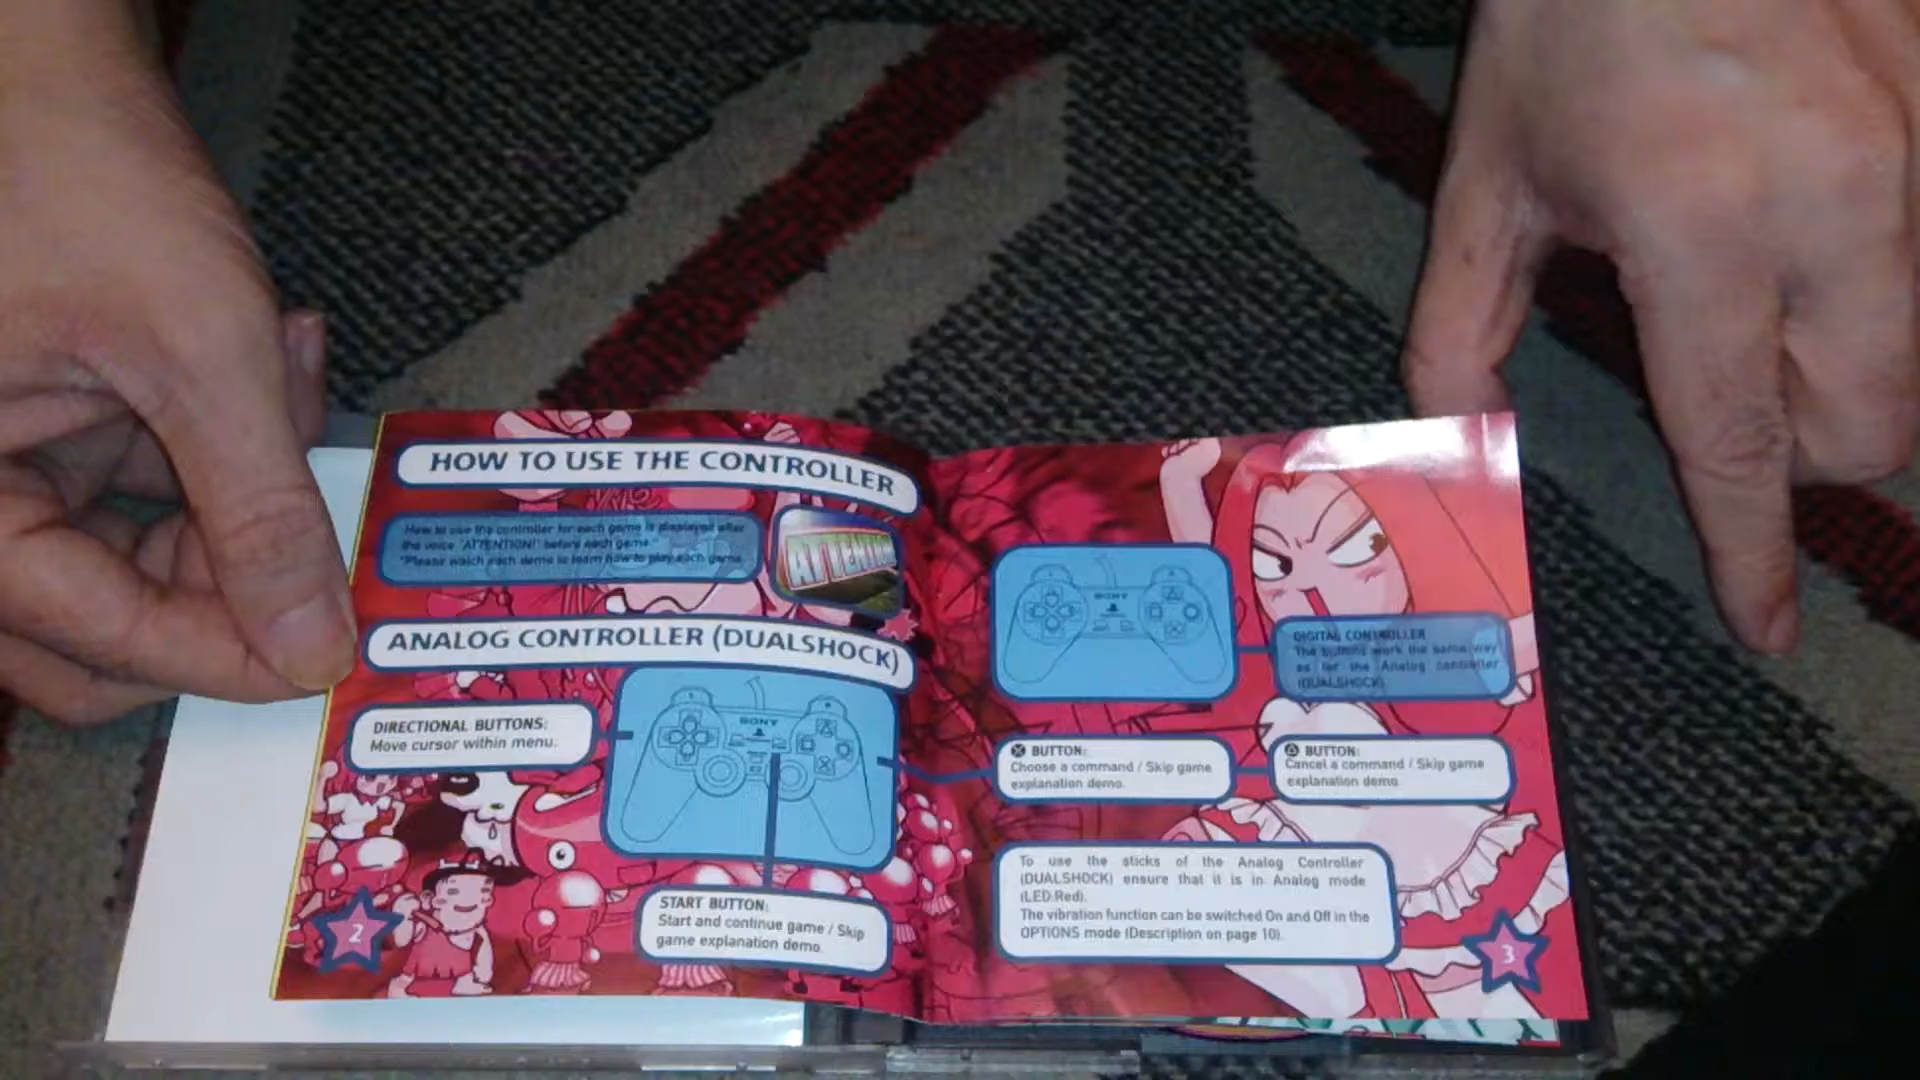 HOW TO USE THE CONTROLLER
How to use the controller for each game is displayed after
the voice "ATTENTION!" before each game.
*Please watch each demo to learn how to play each game.
ATTENTION
ANALOG CONTROLLER (DUALSHOCK)
DIRECTIONAL BUTTONS:
Move cursor within menu.
SONY
START BUTTON:
Start and continue game / Skip
game explanation demo.
2
SONY
DIGITAL CONTROLLER
The buttons work the same way
as for the Analog controller
(DUALSHOCK).
BUTTON:
Choose a command / Skip game
explanation demo.
BUTTON:
Cancel a command / Skip game
explanation demo.
To use the sticks of the Analog Controller
(DUALSHOCK) ensure that it is in Analog mode
(LED:Red).
The vibration function can be switched On and Off in the
OPTIONS mode (Description on page 10).
3